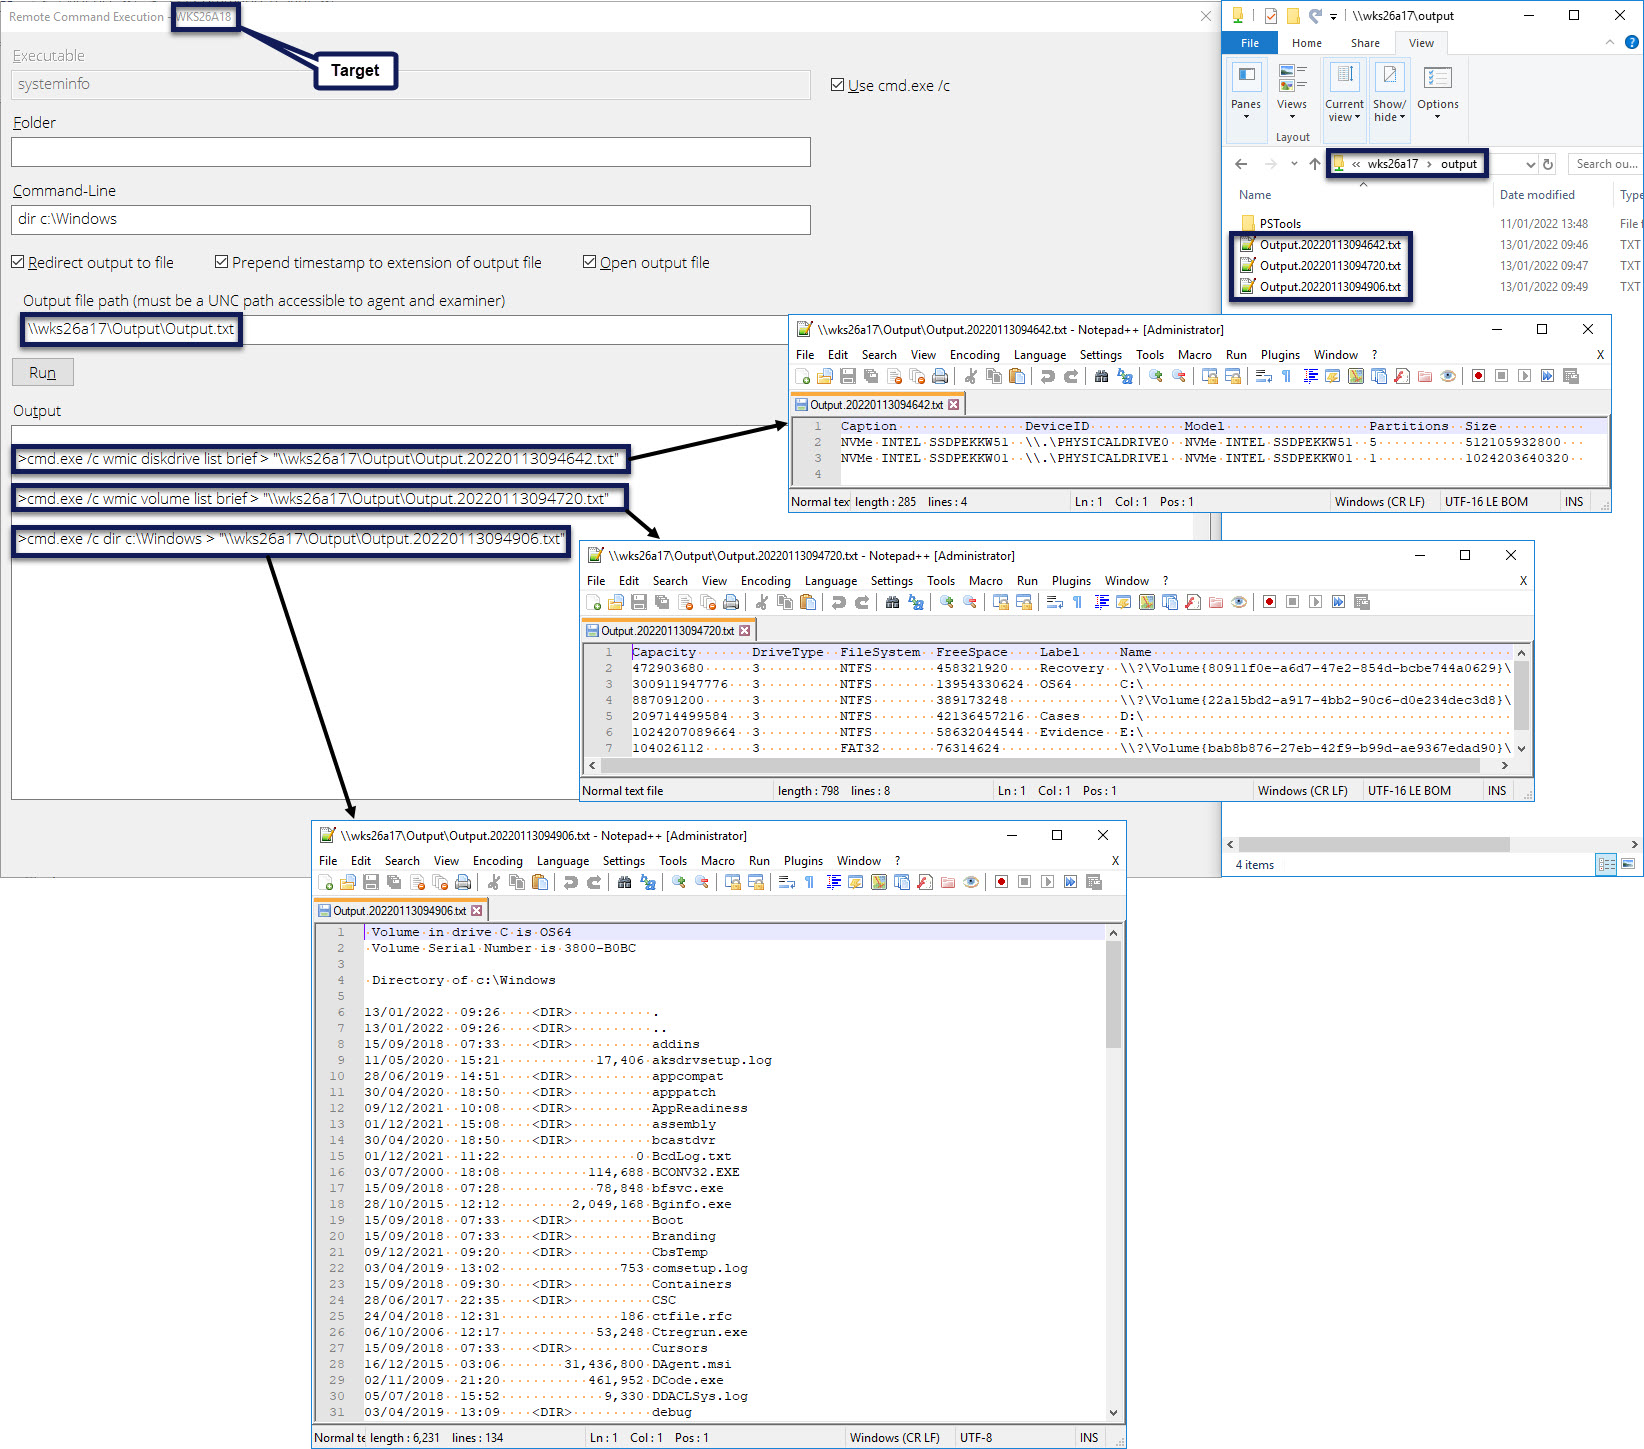 Remote Command Execution - WKS26A18
Target
Executable
systeminfo
Use cmd.exe /c
Folder
Command-Line
dir c:\Windows
Redirect output to file
Prepend timestamp to extension of output file
Open output file
Output file path (must be a UNC path accessible to agent and examiner)
\\wks26a17\Output\Output.txt
Run
Output
>cmd.exe /c wmic diskdrive list brief > "\\wks26a17\Output\Output.20220113094642.txt"
>cmd.exe /c wmic volume list brief > "\\wks26a17\Output\Output.20220113094720.txt"
>cmd.exe /c dir c:\Windows > "\\wks26a17\Output\Output.20220113094906.txt"
\\wks26a17\output
File Home Share View
Panes Views Current view Show/hide Options
Layout
« wks26a17 › output
Search ou...
Name Date modified Type
PSTools 11/01/2022 13:48 File f
Output.20220113094642.txt 13/01/2022 09:46 TXT
Output.20220113094720.txt 13/01/2022 09:47 TXT
Output.20220113094906.txt 13/01/2022 09:49 TXT
4 items
\\wks26a17\Output\Output.20220113094642.txt - Notepad++ [Administrator]
File Edit Search View Encoding Language Settings Tools Macro Run Plugins Window ? X
Output.20220113094642.txt
1 Caption DeviceID Model Partitions Size
2 NVMe INTEL SSDPEKKW51 \\.\PHYSICALDRIVE0 NVMe INTEL SSDPEKKW51 5 512105932800
3 NVMe INTEL SSDPEKKW01 \\.\PHYSICALDRIVE1 NVMe INTEL SSDPEKKW01 1 1024203640320
4
Normal tex length : 285 lines : 4 Ln : 1 Col : 1 Pos : 1 Windows (CR LF) UTF-16 LE BOM INS
\\wks26a17\Output\Output.20220113094720.txt - Notepad++ [Administrator]
File Edit Search View Encoding Language Settings Tools Macro Run Plugins Window ? X
Output.20220113094720.txt
1 Capacity DriveType FileSystem FreeSpace Label Name
2 472903680 3 NTFS 458321920 Recovery \\?\Volume{80911f0e-a6d7-47e2-854d-bcbe744a0629}\
3 300911947776 3 NTFS 13954330624 OS64 C:\
4 887091200 3 NTFS 389173248 \\?\Volume{22a15bd2-a917-4bb2-90c6-d0e234dec3d8}\
5 209714499584 3 NTFS 42136457216 Cases D:\
6 1024207089664 3 NTFS 58632044544 Evidence E:\
7 104026112 3 FAT32 76314624 \\?\Volume{bab8b876-27eb-42f9-b99d-ae9367edad90}\
Normal text file length : 798 lines : 8 Ln : 1 Col : 1 Pos : 1 Windows (CR LF) UTF-16 LE BOM INS
\\wks26a17\Output\Output.20220113094906.txt - Notepad++ [Administrator]
File Edit Search View Encoding Language Settings Tools Macro Run Plugins Window ? X
Output.20220113094906.txt
1 Volume in drive C is OS64
2 Volume Serial Number is 3800-B0BC
3
4 Directory of c:\Windows
5
6 13/01/2022 09:26 <DIR> .
7 13/01/2022 09:26 <DIR> ..
8 15/09/2018 07:33 <DIR> addins
9 11/05/2020 15:21 17,406 aksdrvsetup.log
10 28/06/2019 14:51 <DIR> appcompat
11 30/04/2020 18:50 <DIR> apppatch
12 09/12/2021 10:08 <DIR> AppReadiness
13 01/12/2021 15:08 <DIR> assembly
14 30/04/2020 18:50 <DIR> bcastdvr
15 01/12/2021 11:22 0 BcdLog.txt
16 03/07/2000 18:08 114,688 BCONV32.EXE
17 15/09/2018 07:28 78,848 bfsvc.exe
18 28/10/2015 12:12 2,049,168 Bginfo.exe
19 15/09/2018 07:33 <DIR> Boot
20 15/09/2018 07:33 <DIR> Branding
21 09/12/2021 09:20 <DIR> CbsTemp
22 03/04/2019 13:02 753 comsetup.log
23 15/09/2018 09:30 <DIR> Containers
24 28/06/2017 22:35 <DIR> CSC
25 24/04/2018 12:31 186 ctfile.rfc
26 06/10/2006 12:17 53,248 Ctregrun.exe
27 15/09/2018 07:33 <DIR> Cursors
28 16/12/2015 03:06 31,436,800 DAgent.msi
29 02/11/2009 21:20 461,952 DCode.exe
30 05/07/2018 15:52 9,330 DDACLSys.log
31 03/04/2019 13:09 <DIR> debug
Normal te length : 6,231 lines : 134 Ln : 1 Col : 1 Pos : 1 Windows (CR LF) UTF-8 INS